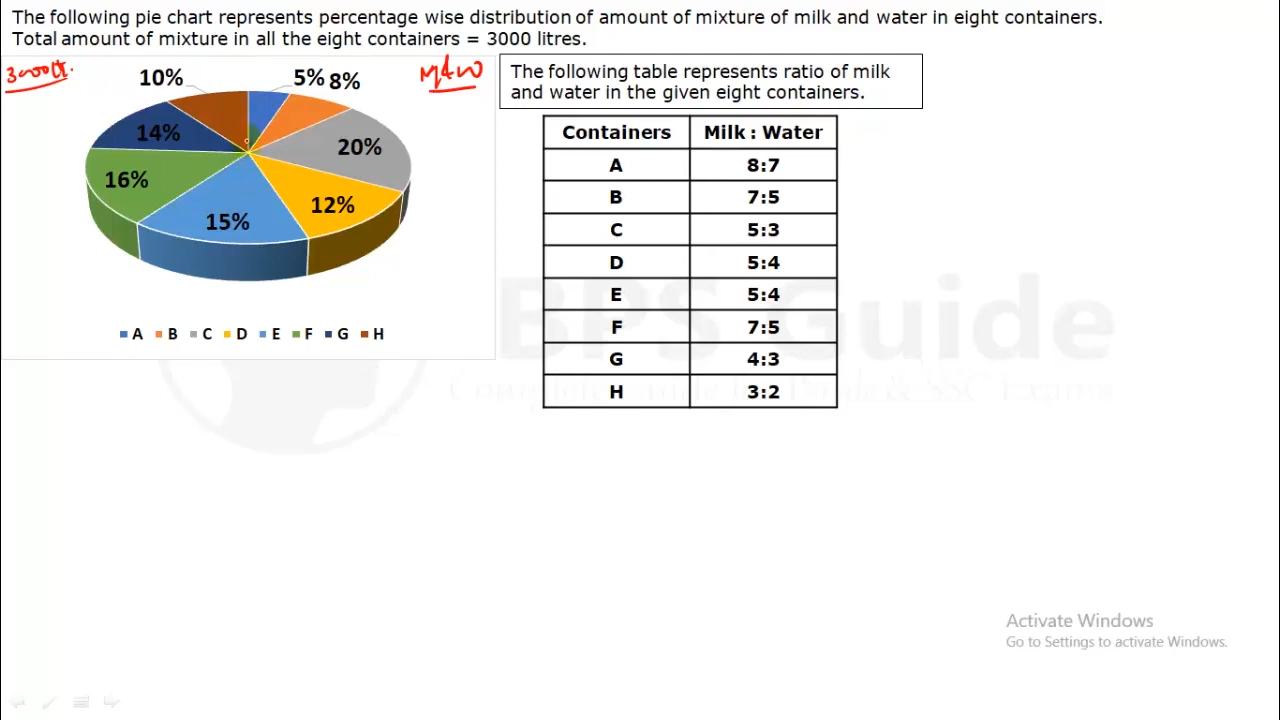 The following pie chart represents percentage wise distribution of amount of mixture of milk and water in eight containers.
Total amount of mixture in all the eight containers = 3000 litres.
3000lt.
10%
5%
8%
M&W
20%
14%
16%
12%
15%
A B C D E F G H
The following table represents ratio of milk
and water in the given eight containers.
Containers Milk : Water
A 8:7
B 7:5
C 5:3
D 5:4
E 5:4
F 7:5
G 4:3
H 3:2
BPS Guide
Activate Windows
Go to Settings to activate Windows.